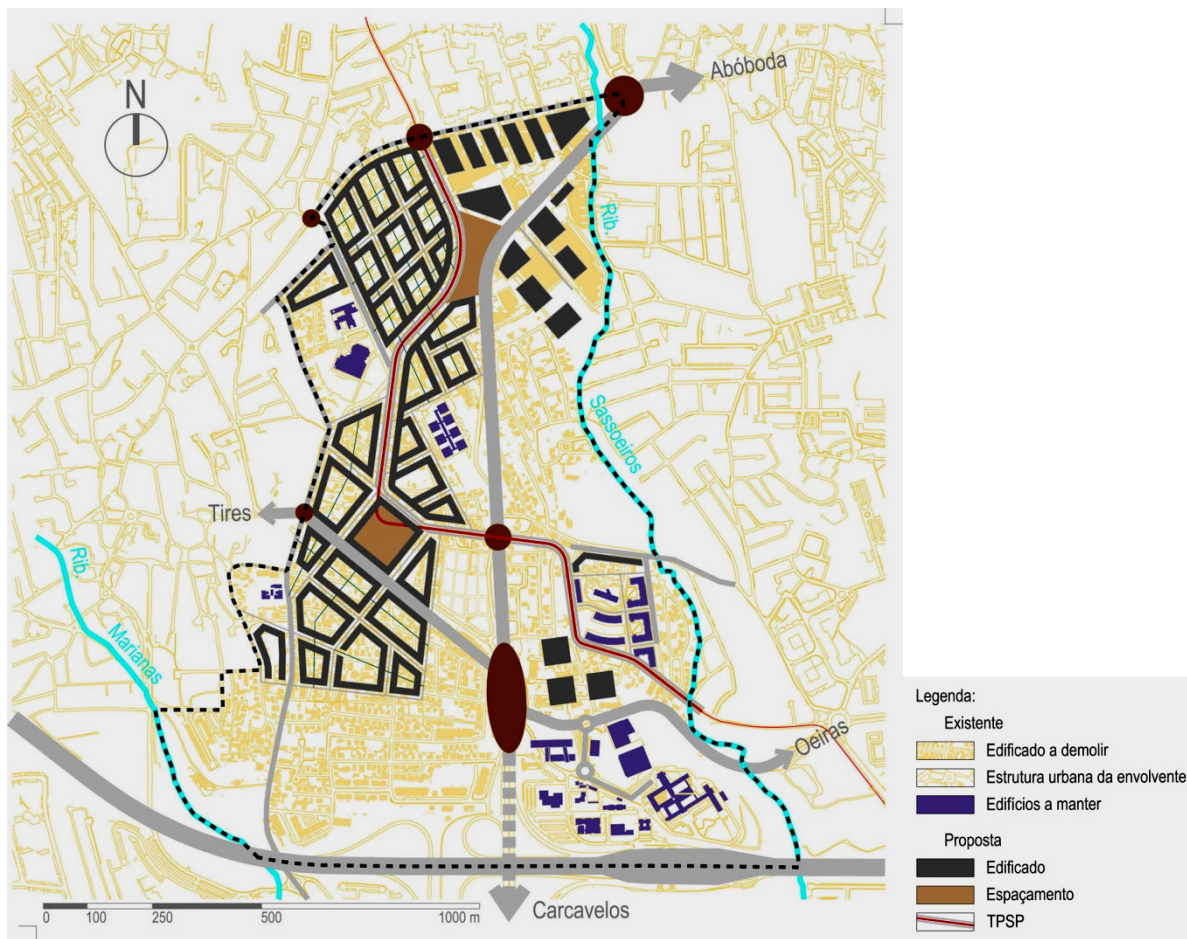 Abóboda
N
Rib.
Sassoeiros
Tires
Rib.
Marianas
Oeiras
Carcavelos
0 100 250 500 1000 m
Legenda:
Existente
Edificado a demolir
Estrutura urbana da envolvente
Edifícios a manter
Proposta
Edificado
Espaçamento
TPSP